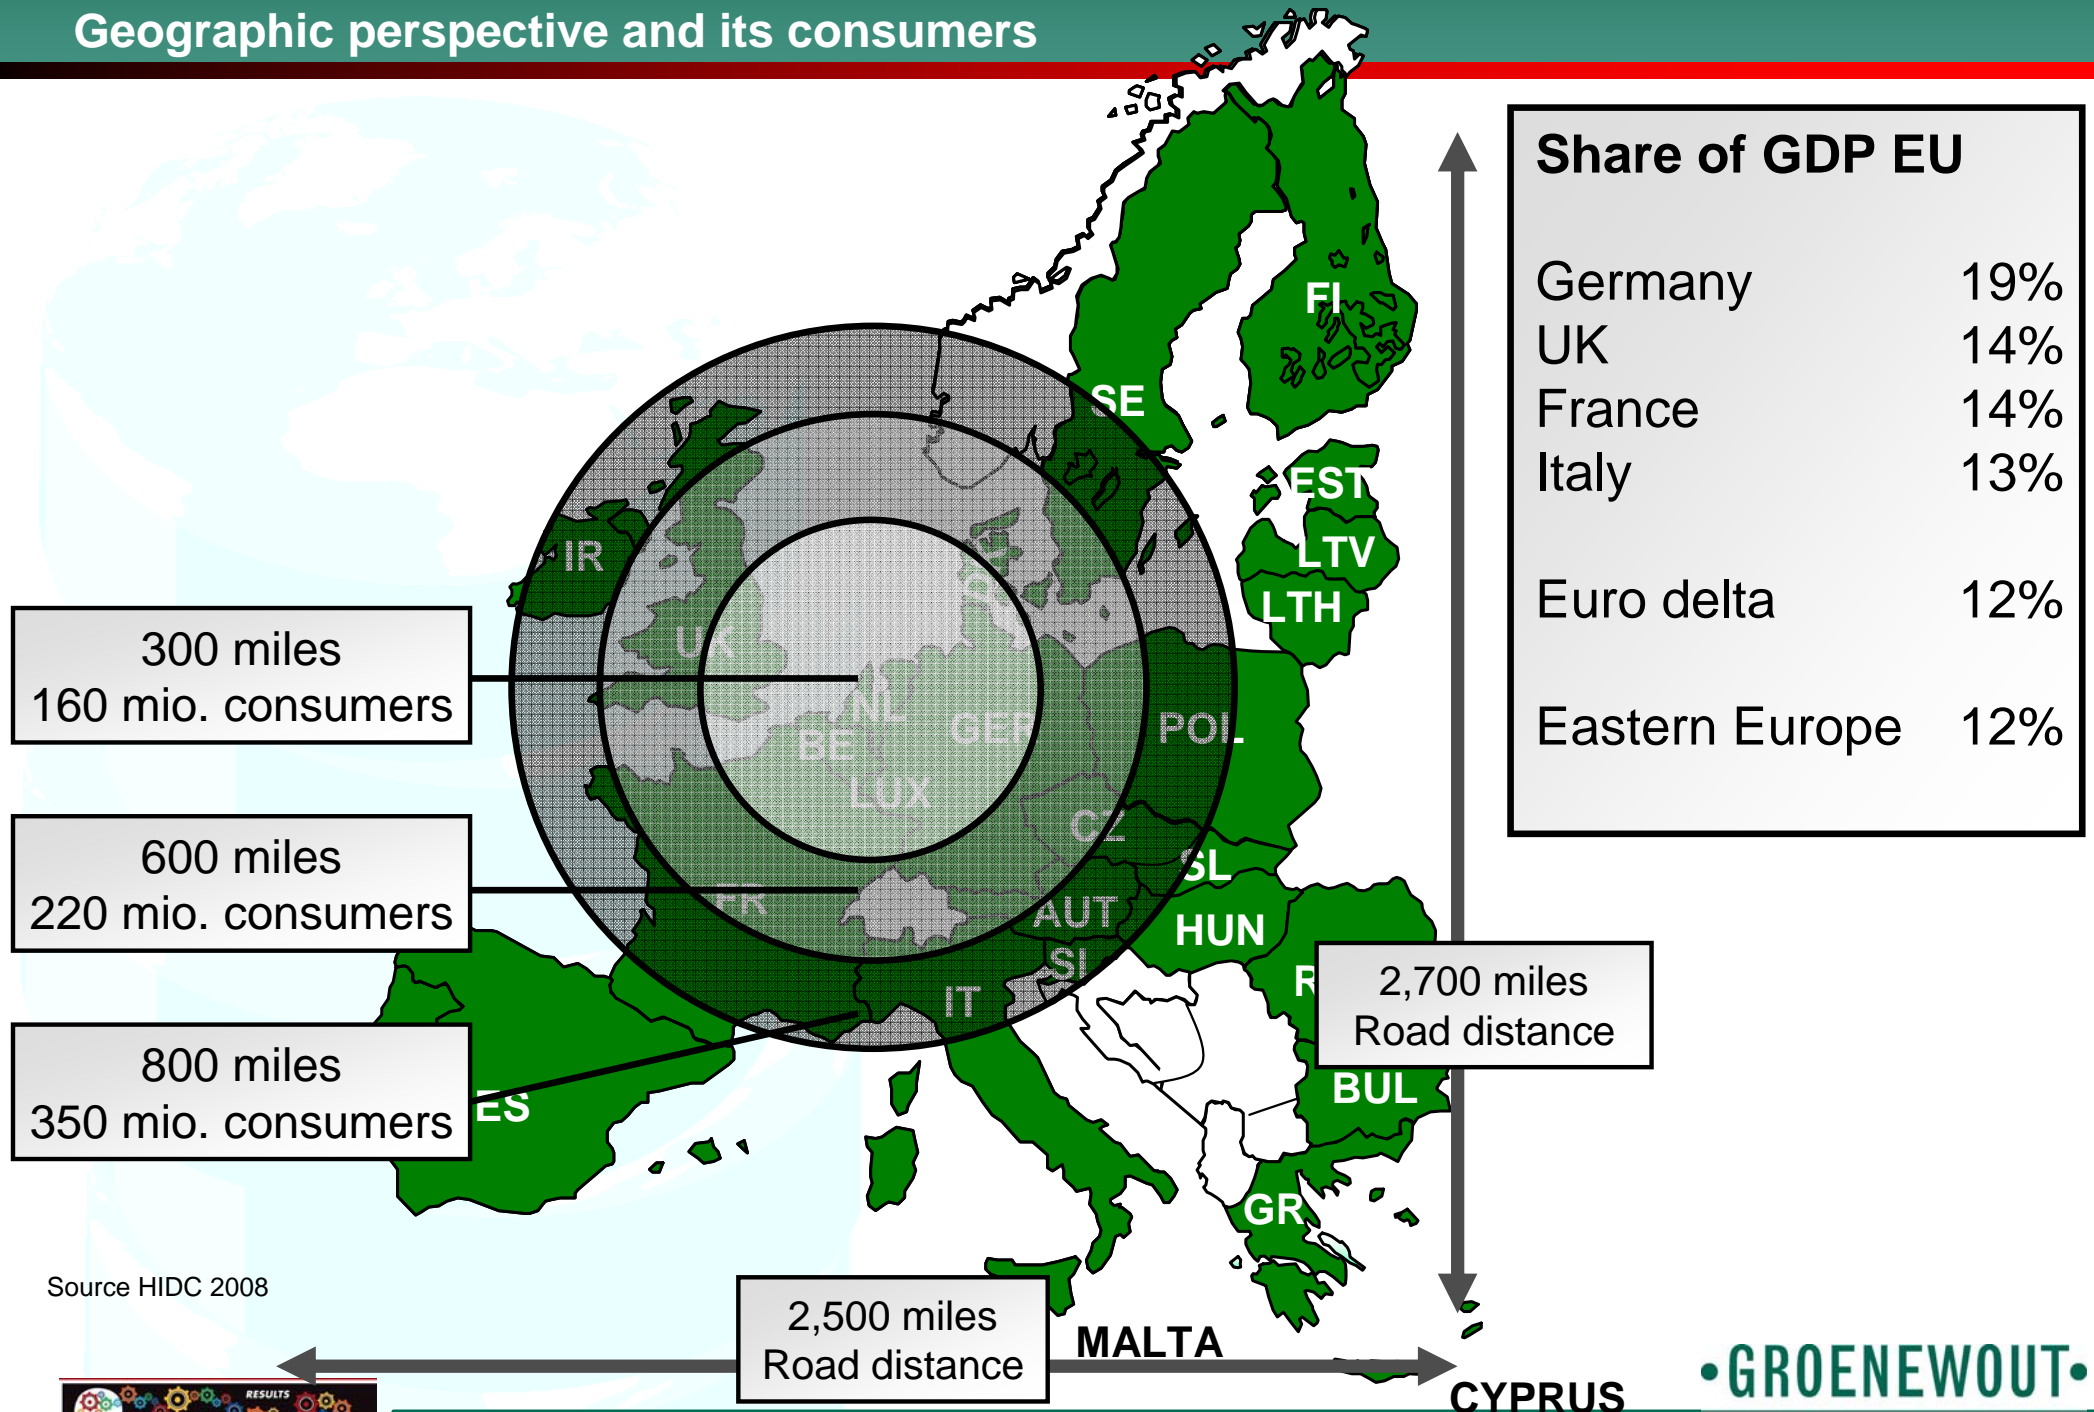 Geographic perspective and its consumers
Share of GDP EU
Germany 19%
UK 14%
France 14%
Italy 13%
Euro delta 12%
Eastern Europe 12%
FI
SE
EST
LTV
LTH
IR
UK
NL
GER
BE
LUX
POL
CZ
SL
FR
AUT
HUN
SI
IT
R
BUL
ES
GR
300 miles
160 mio. consumers
600 miles
220 mio. consumers
800 miles
350 mio. consumers
2,700 miles
Road distance
2,500 miles
Road distance
MALTA
CYPRUS
Source HIDC 2008
RESULTS
•GROENEWOUT•